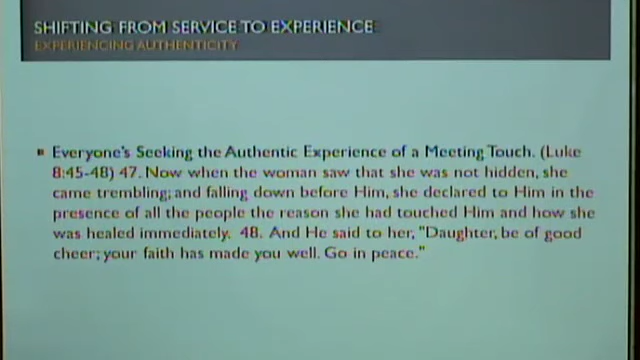 SHIFTING FROM SERVICE TO EXPERIENCE
EXPERIENCING AUTHENTICITY
Everyone's Seeking the Authentic Experience of a Meeting Touch. (Luke
8:45-48) 47. Now when the woman saw that she was not hidden, she
came trembling; and falling down before Him, she declared to Him in the
presence of all the people the reason she had touched Him and how she
was healed immediately. 48. And He said to her, "Daughter, be of good
cheer; your faith has made you well. Go in peace."